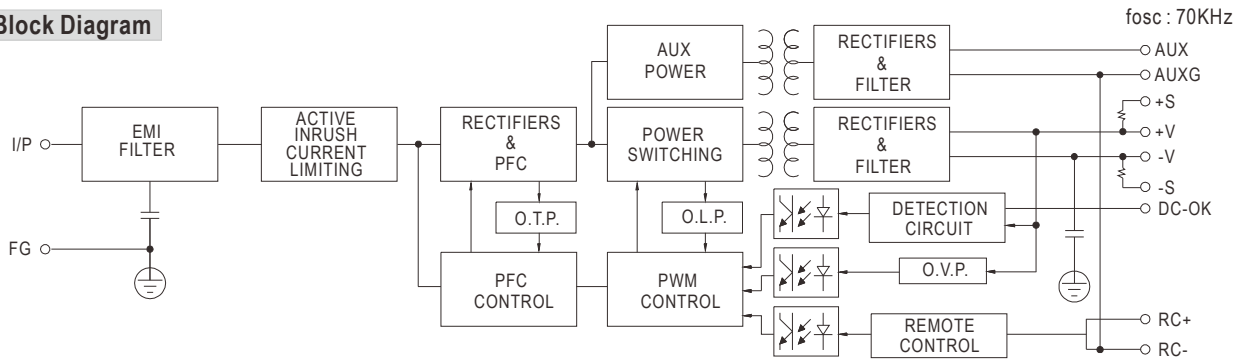 Block Diagram
fosc : 70KHz
I/P
EMI
FILTER
FG
ACTIVE
INRUSH
CURRENT
LIMITING
RECTIFIERS
&
PFC
O.T.P.
PFC
CONTROL
AUX
POWER
POWER
SWITCHING
O.L.P.
PWM
CONTROL
RECTIFIERS
&
FILTER
RECTIFIERS
&
FILTER
DETECTION
CIRCUIT
O.V.P.
REMOTE
CONTROL
AUX
AUXG
+S
+V
-V
-S
DC-OK
RC+
RC-